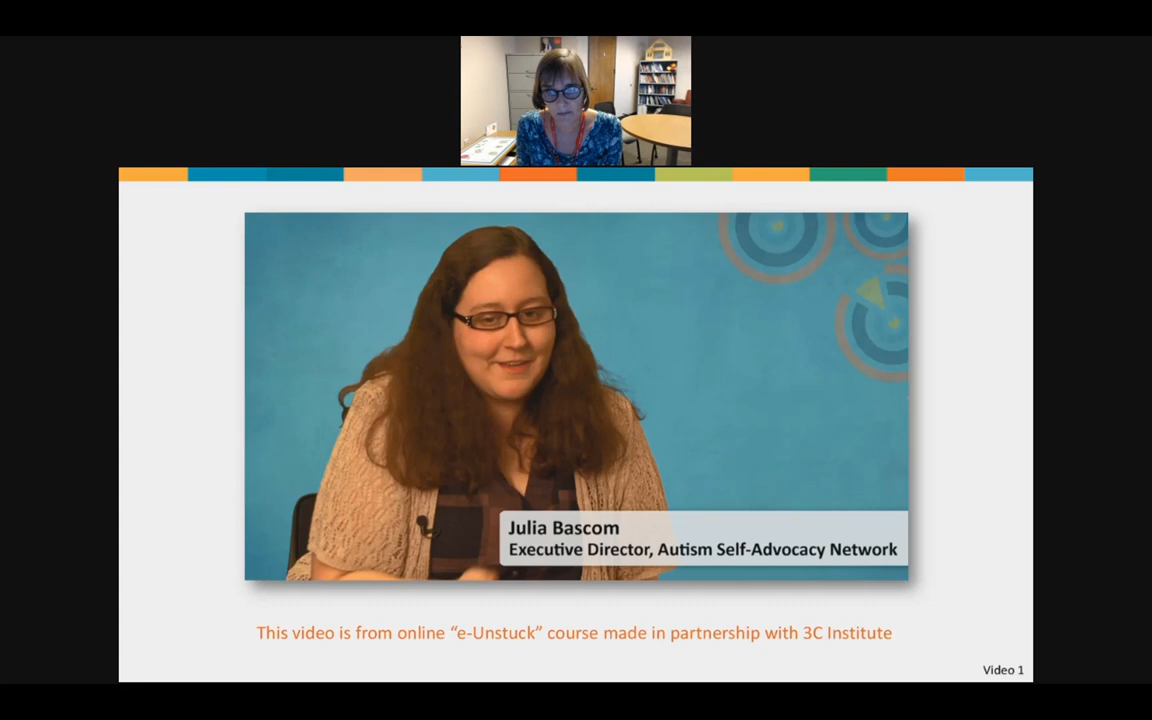 Julia Bascom
Executive Director, Autism Self-Advocacy Network
This video is from online “e-Unstuck” course made in partnership with 3C Institute
Video 1